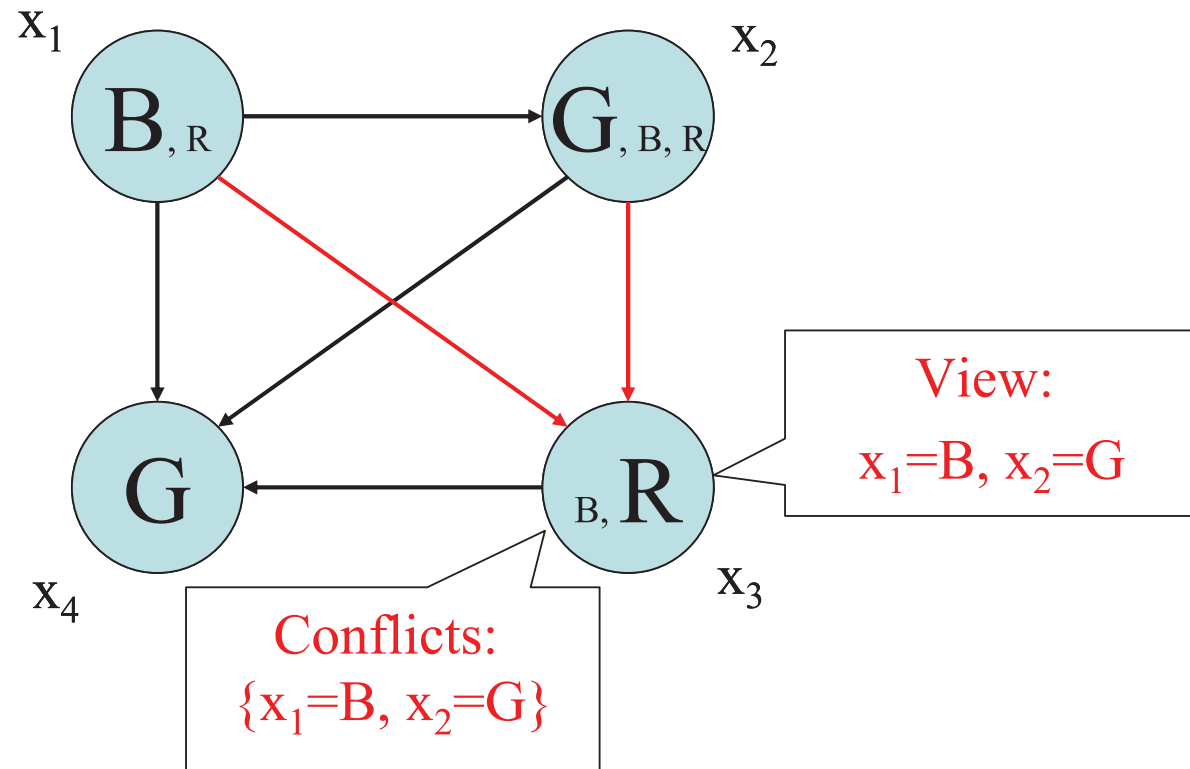 x₁
x₂
B, R
G, B, R
View:
x₁=B, x₂=G
G
B, R
x₄
x₃
Conflicts:
{x₁=B, x₂=G}